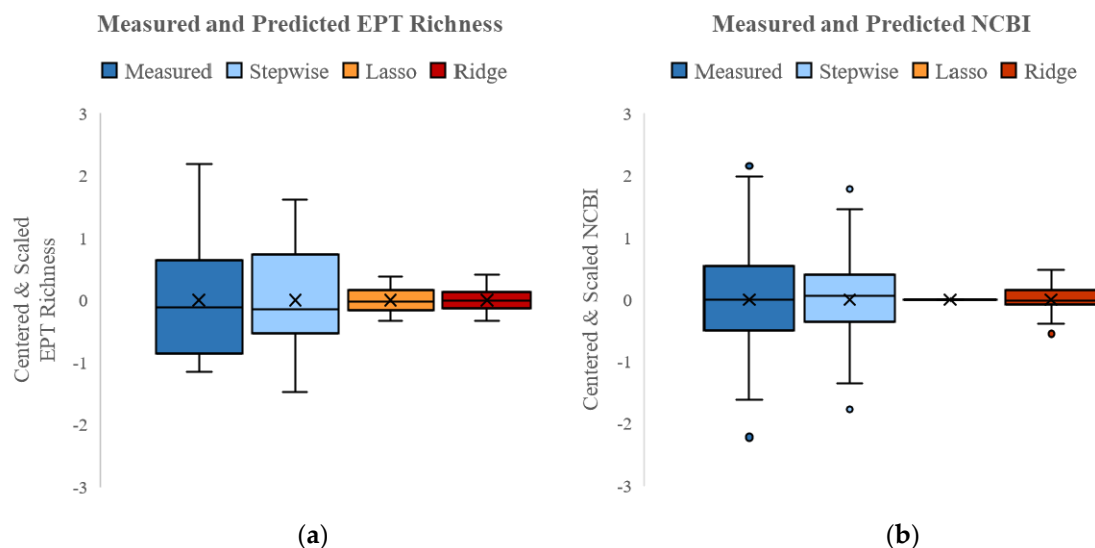 Measured and Predicted EPT Richness
Measured Stepwise Lasso Ridge
Centered & Scaled
EPT Richness
3
2
1
0
-1
-2
-3
(a)
Measured and Predicted NCBI
Measured Stepwise Lasso Ridge
Centered & Scaled NCBI
3
2
1
0
-1
-2
-3
(b)